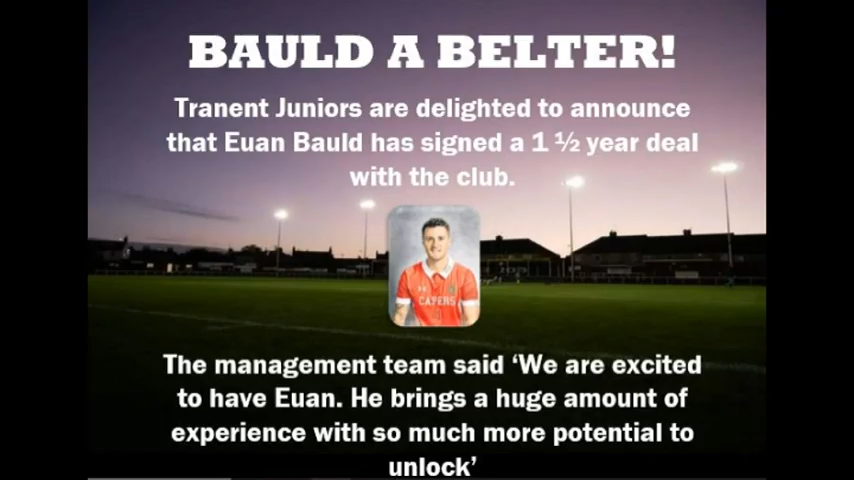 BAULD A BELTER!
Tranent Juniors are delighted to announce
that Euan Bauld has signed a 1 ½ year deal
with the club.
CAPERS
The management team said ‘We are excited
to have Euan. He brings a huge amount of
experience with so much more potential to
unlock’